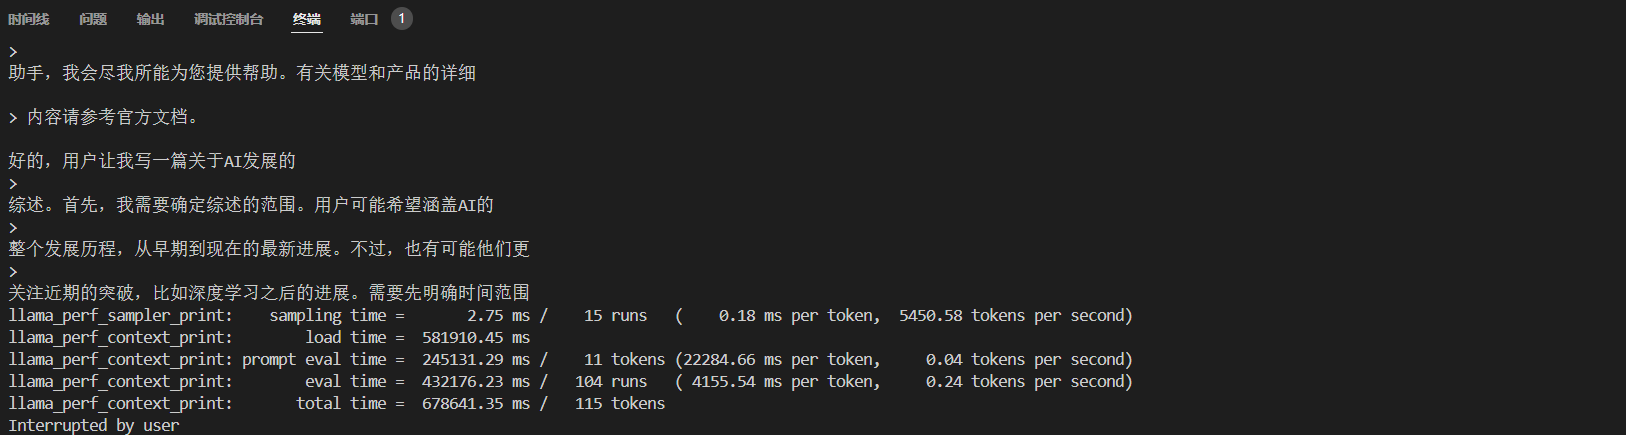 时间线 问题 输出 调试控制台 终端 端口 1
>
助手，我会尽我所能为您提供帮助。有关模型和产品的详细
> 内容请参考官方文档。
好的，用户让我写一篇关于AI发展的
>
综述。首先，我需要确定综述的范围。用户可能希望涵盖AI的
>
整个发展历程，从早期到现在的最新进展。不过，也有可能他们更
>
关注近期的突破，比如深度学习之后的进展。需要先明确时间范围
llama_perf_sampler_print:    sampling time =       2.75 ms /    15 runs   (    0.18 ms per token,  5450.58 tokens per second)
llama_perf_context_print:        load time =  581910.45 ms
llama_perf_context_print: prompt eval time =  245131.29 ms /    11 tokens (22284.66 ms per token,     0.04 tokens per second)
llama_perf_context_print:        eval time =  432176.23 ms /   104 runs   ( 4155.54 ms per token,     0.24 tokens per second)
llama_perf_context_print:       total time =  678641.35 ms /   115 tokens
Interrupted by user